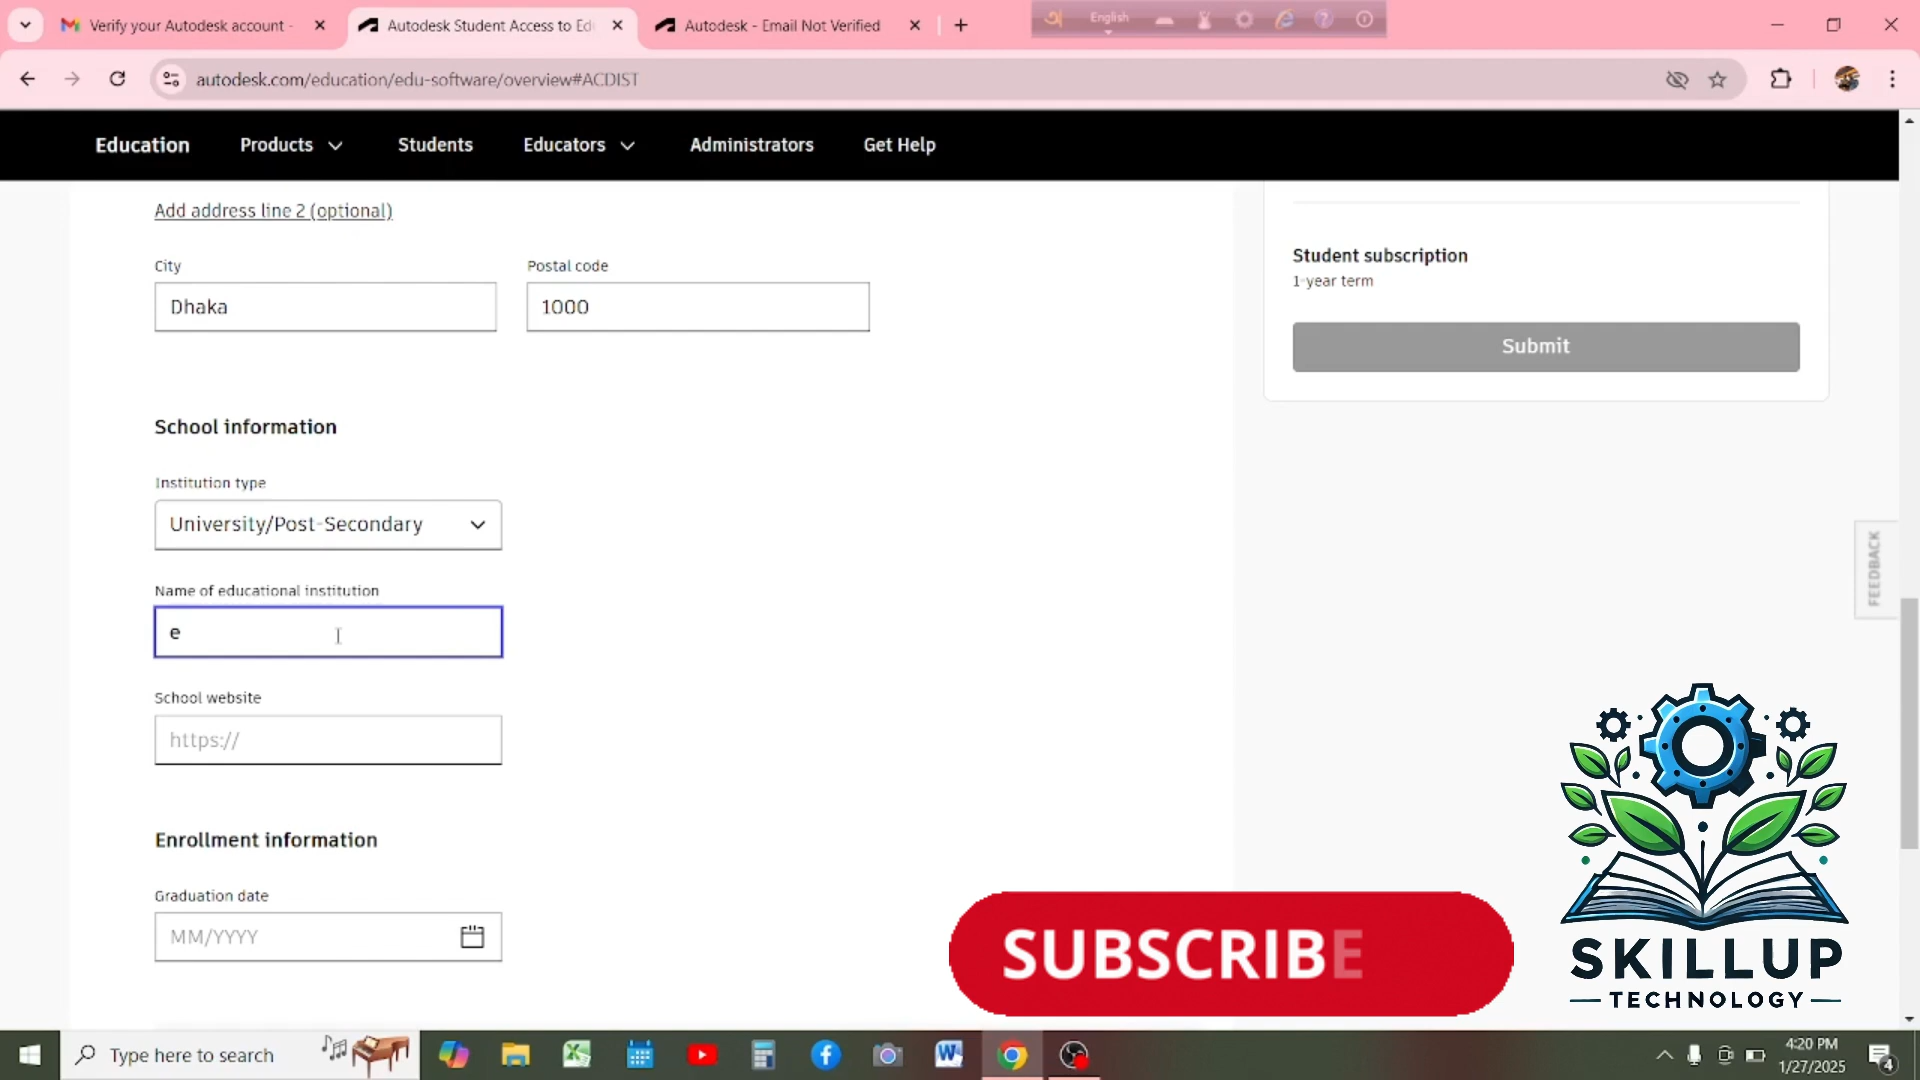 Verify your Autodesk account -
Autodesk Student Access to Ed
Autodesk - Email Not Verified
English
autodesk.com/education/edu-software/overview#ACDIST
Education
Products
Students
Educators
Administrators
Get Help
Add address line 2 (optional)
City
Postal code
Dhaka
1000
Student subscription
1-year term
Submit
School information
Institution type
University/Post-Secondary
Name of educational institution
e
School website
https://
Enrollment information
Graduation date
MM/YYYY
FEEDBACK
SUBSCRIBE
SKILLUP
TECHNOLOGY
Type here to search
4:20 PM
1/27/2025
4